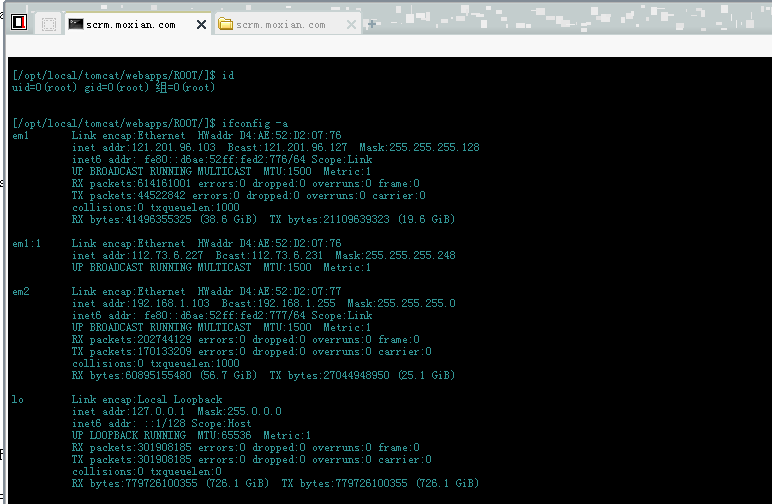 scrm.moxian.com
scrm.moxian.com
[/opt/local/tomcat/webapps/ROOT/]$ id
uid=0(root) gid=0(root) 组=0(root)
[/opt/local/tomcat/webapps/ROOT/]$ ifconfig -a
em1 Link encap:Ethernet HWaddr D4:AE:52:D2:07:76
inet addr:121.201.96.103 Bcast:121.201.96.127 Mask:255.255.255.128
inet6 addr: fe80::d6ae:52ff:fed2:776/64 Scope:Link
UP BROADCAST RUNNING MULTICAST MTU:1500 Metric:1
RX packets:614161001 errors:0 dropped:0 overruns:0 frame:0
TX packets:44522842 errors:0 dropped:0 overruns:0 carrier:0
collisions:0 txqueuelen:1000
RX bytes:41496355325 (38.6 GiB) TX bytes:21109639323 (19.6 GiB)
em1:1 Link encap:Ethernet HWaddr D4:AE:52:D2:07:76
inet addr:112.73.6.227 Bcast:112.73.6.231 Mask:255.255.255.248
UP BROADCAST RUNNING MULTICAST MTU:1500 Metric:1
em2 Link encap:Ethernet HWaddr D4:AE:52:D2:07:77
inet addr:192.168.1.103 Bcast:192.168.1.255 Mask:255.255.255.0
inet6 addr: fe80::d6ae:52ff:fed2:777/64 Scope:Link
UP BROADCAST RUNNING MULTICAST MTU:1500 Metric:1
RX packets:202744129 errors:0 dropped:0 overruns:0 frame:0
TX packets:170133209 errors:0 dropped:0 overruns:0 carrier:0
collisions:0 txqueuelen:1000
RX bytes:60895155480 (56.7 GiB) TX bytes:27044948950 (25.1 GiB)
lo Link encap:Local Loopback
inet addr:127.0.0.1 Mask:255.0.0.0
inet6 addr: ::1/128 Scope:Host
UP LOOPBACK RUNNING MTU:65536 Metric:1
RX packets:301908185 errors:0 dropped:0 overruns:0 frame:0
TX packets:301908185 errors:0 dropped:0 overruns:0 carrier:0
collisions:0 txqueuelen:0
RX bytes:779726100355 (726.1 GiB) TX bytes:779726100355 (726.1 GiB)